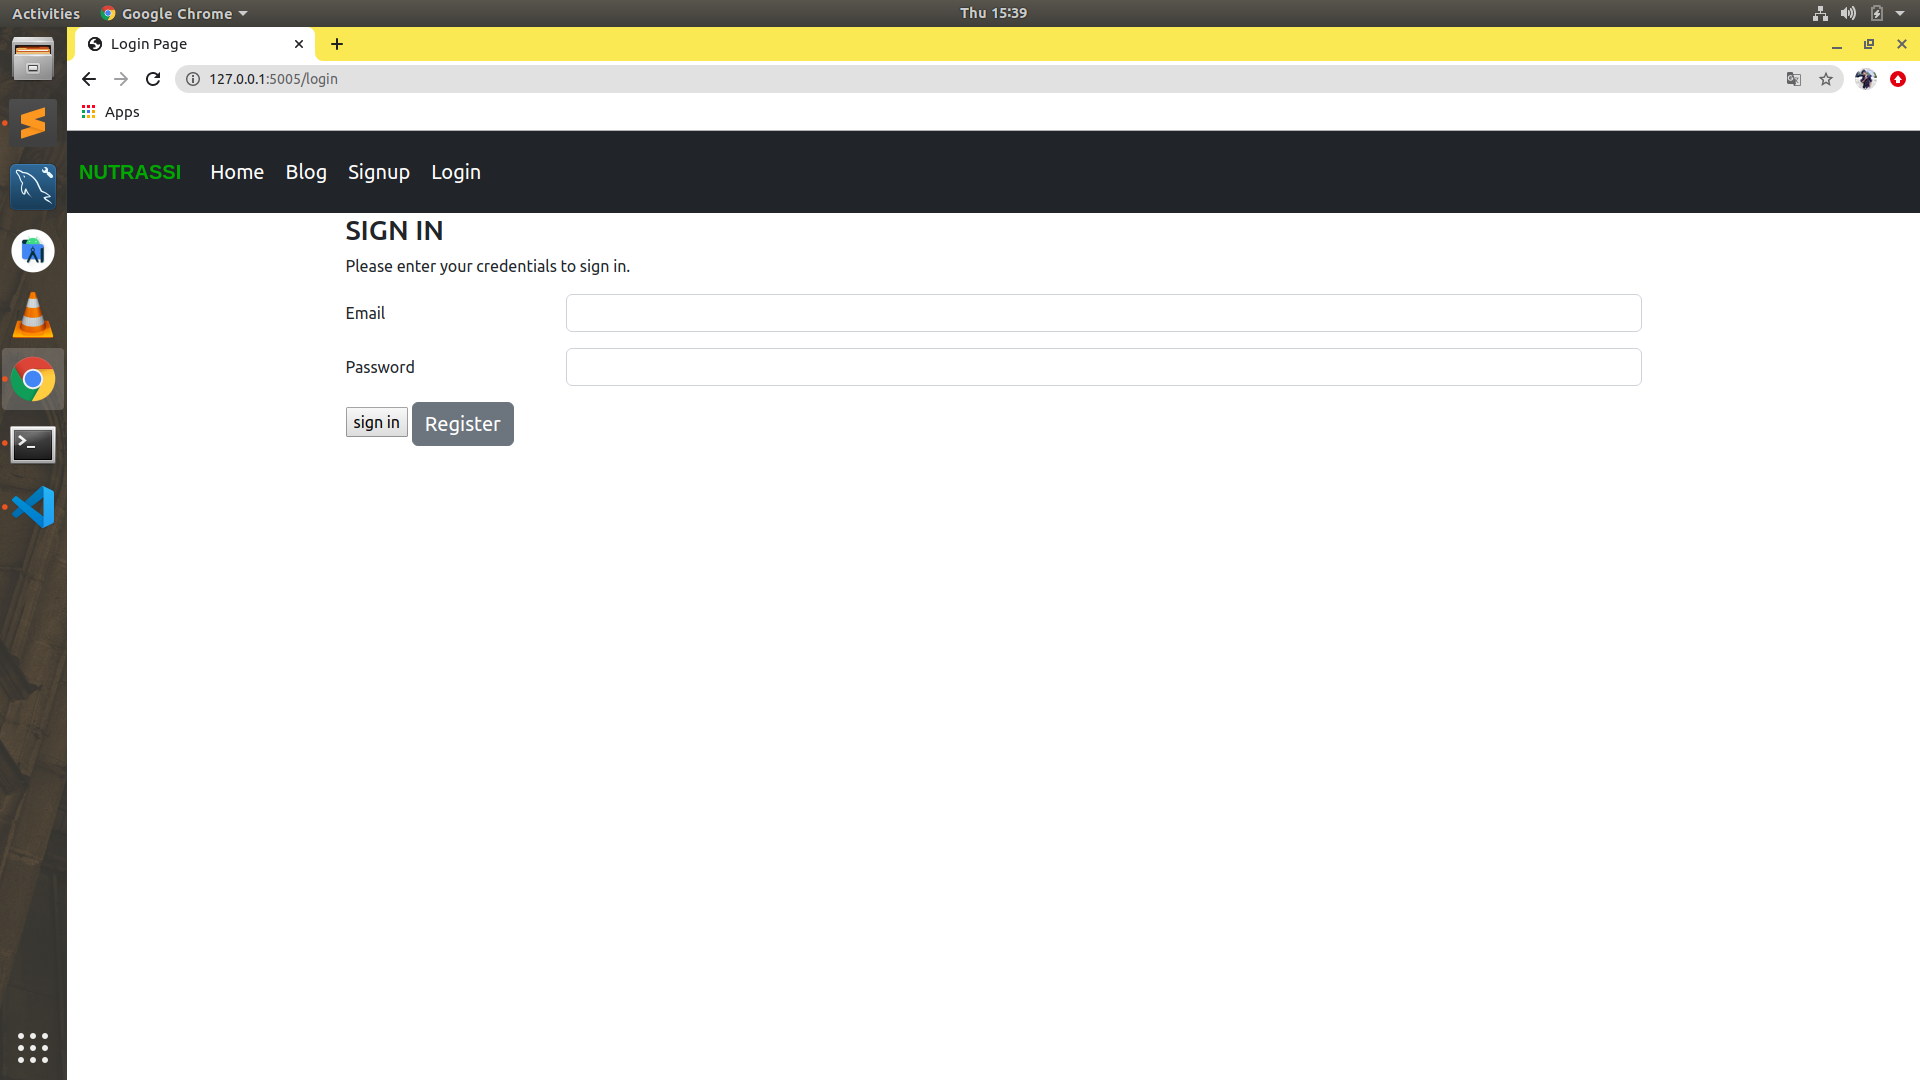 Activities Google Chrome Thu 15:39
Login Page
127.0.0.1:5005/login
Apps
NUTRASSI Home Blog Signup Login
SIGN IN
Please enter your credentials to sign in.
Email
Password
sign in Register